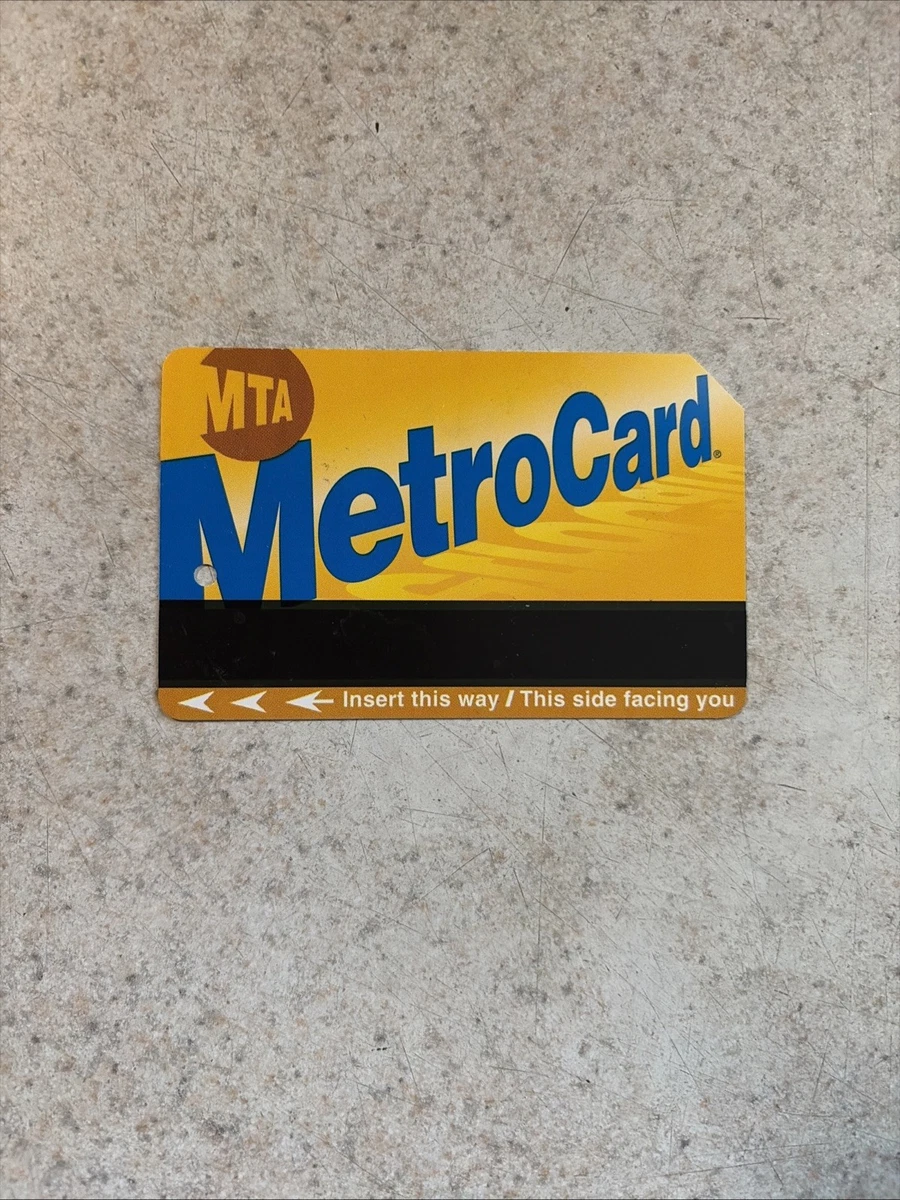 MTA
MetroCard®
Insert this way / This side facing you